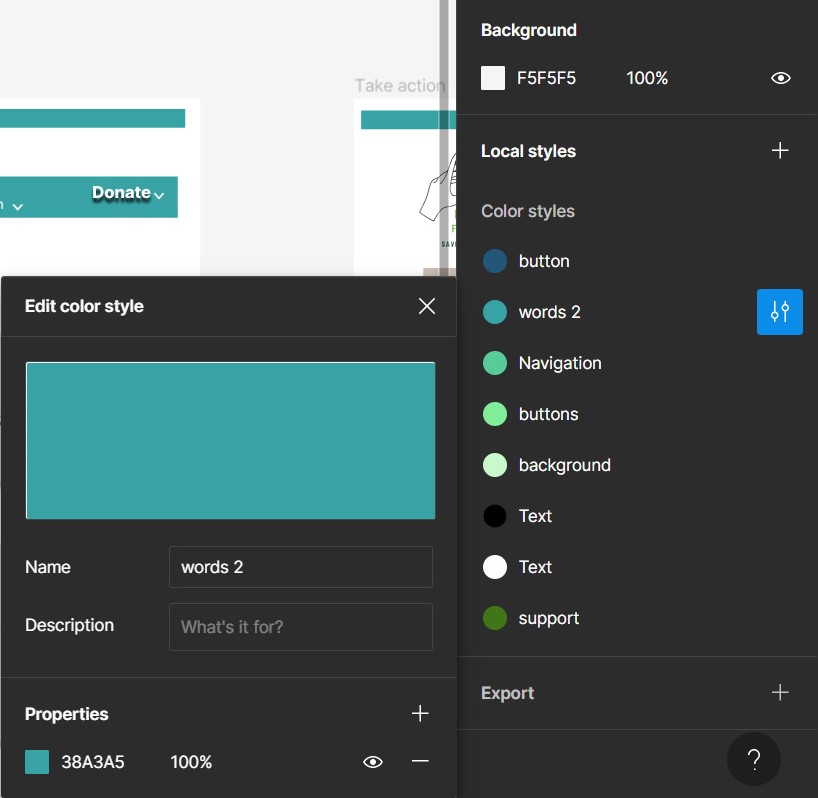 Take action
Donate
Background
F5F5F5 100%
Local styles
Color styles
button
words 2
Navigation
buttons
background
Text
Text
support
Export
?
Edit color style
Name words 2
Description What's it for?
Properties
38A3A5 100%